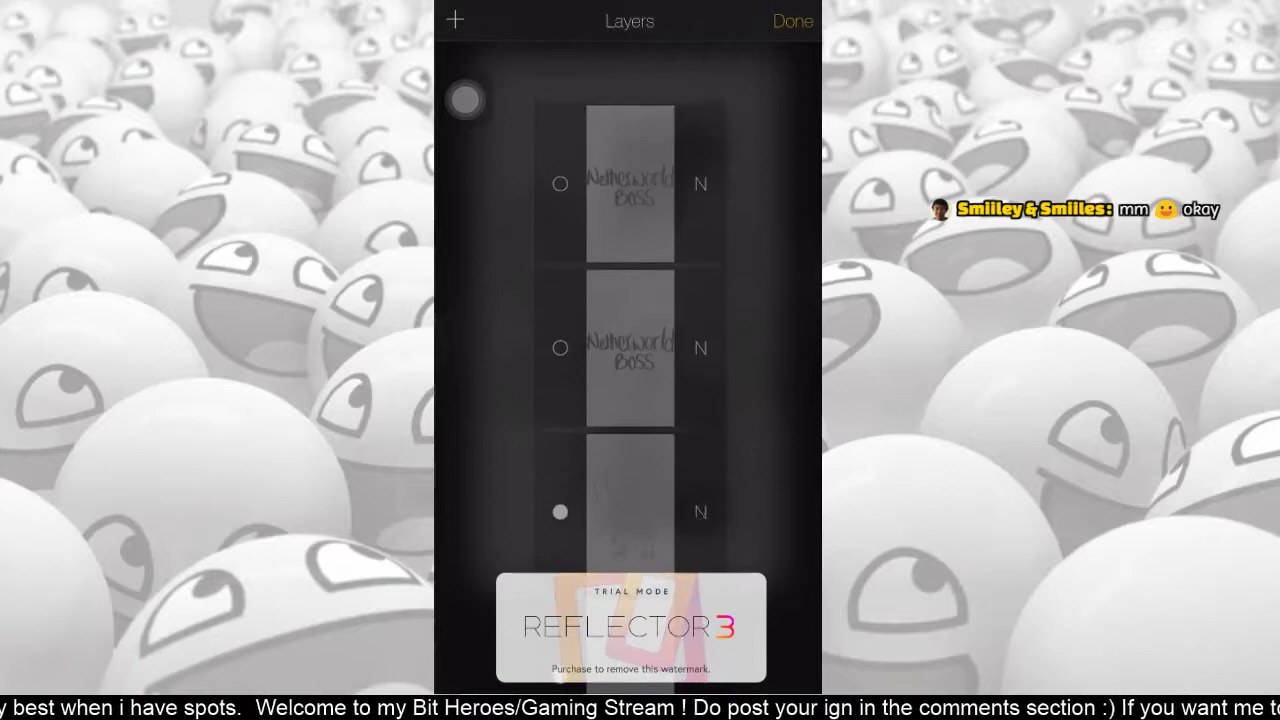 Layers
Done
Netherworld
Boss
N
Netherworld
Boss
N
N
Smiiley & Smiiles: mm 😀 okay
TRIAL MODE
REFLECTOR 3
Purchase to remove this watermark.
y best when i have spots. Welcome to my Bit Heroes/Gaming Stream ! Do post your ign in the comments section :) If you want me to